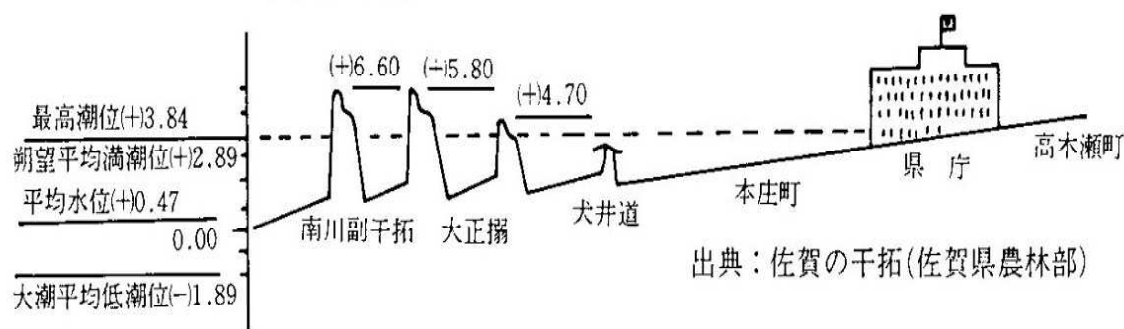 (+)6.60
(+)5.80
(+)4.70
最高潮位(+)3.84
朔望平均満潮位(+)2.89
平均水位(+)0.47
0.00
大潮平均低潮位(-)1.89
南川副干拓
大正搦
犬井道
本庄町
県庁
高木瀬町
出典:佐賀の干拓(佐賀県農林部)